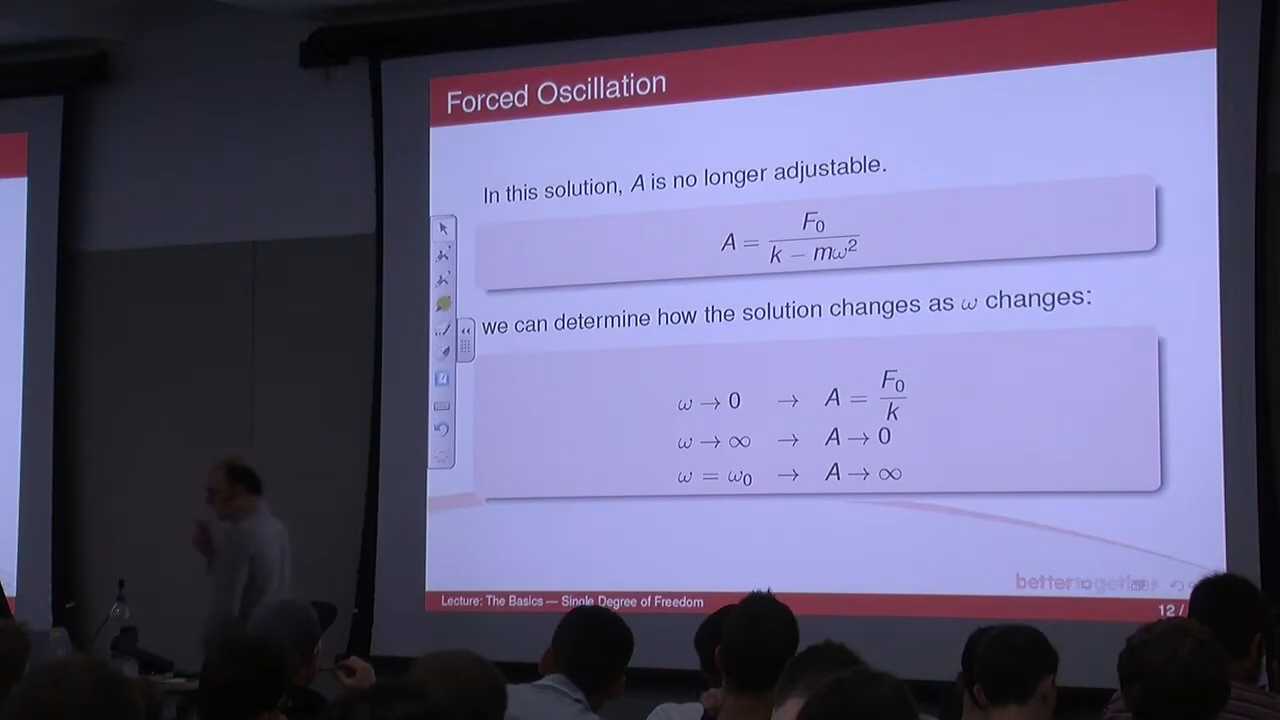 Forced Oscillation
In this solution, A is no longer adjustable.
A = F₀ / (k − mω²)
we can determine how the solution changes as ω changes:
ω → 0 → A = F₀ / k
ω → ∞ → A → 0
ω = ω₀ → A → ∞
bettertogether
Lecture: The Basics — Single Degree of Freedom
12 /